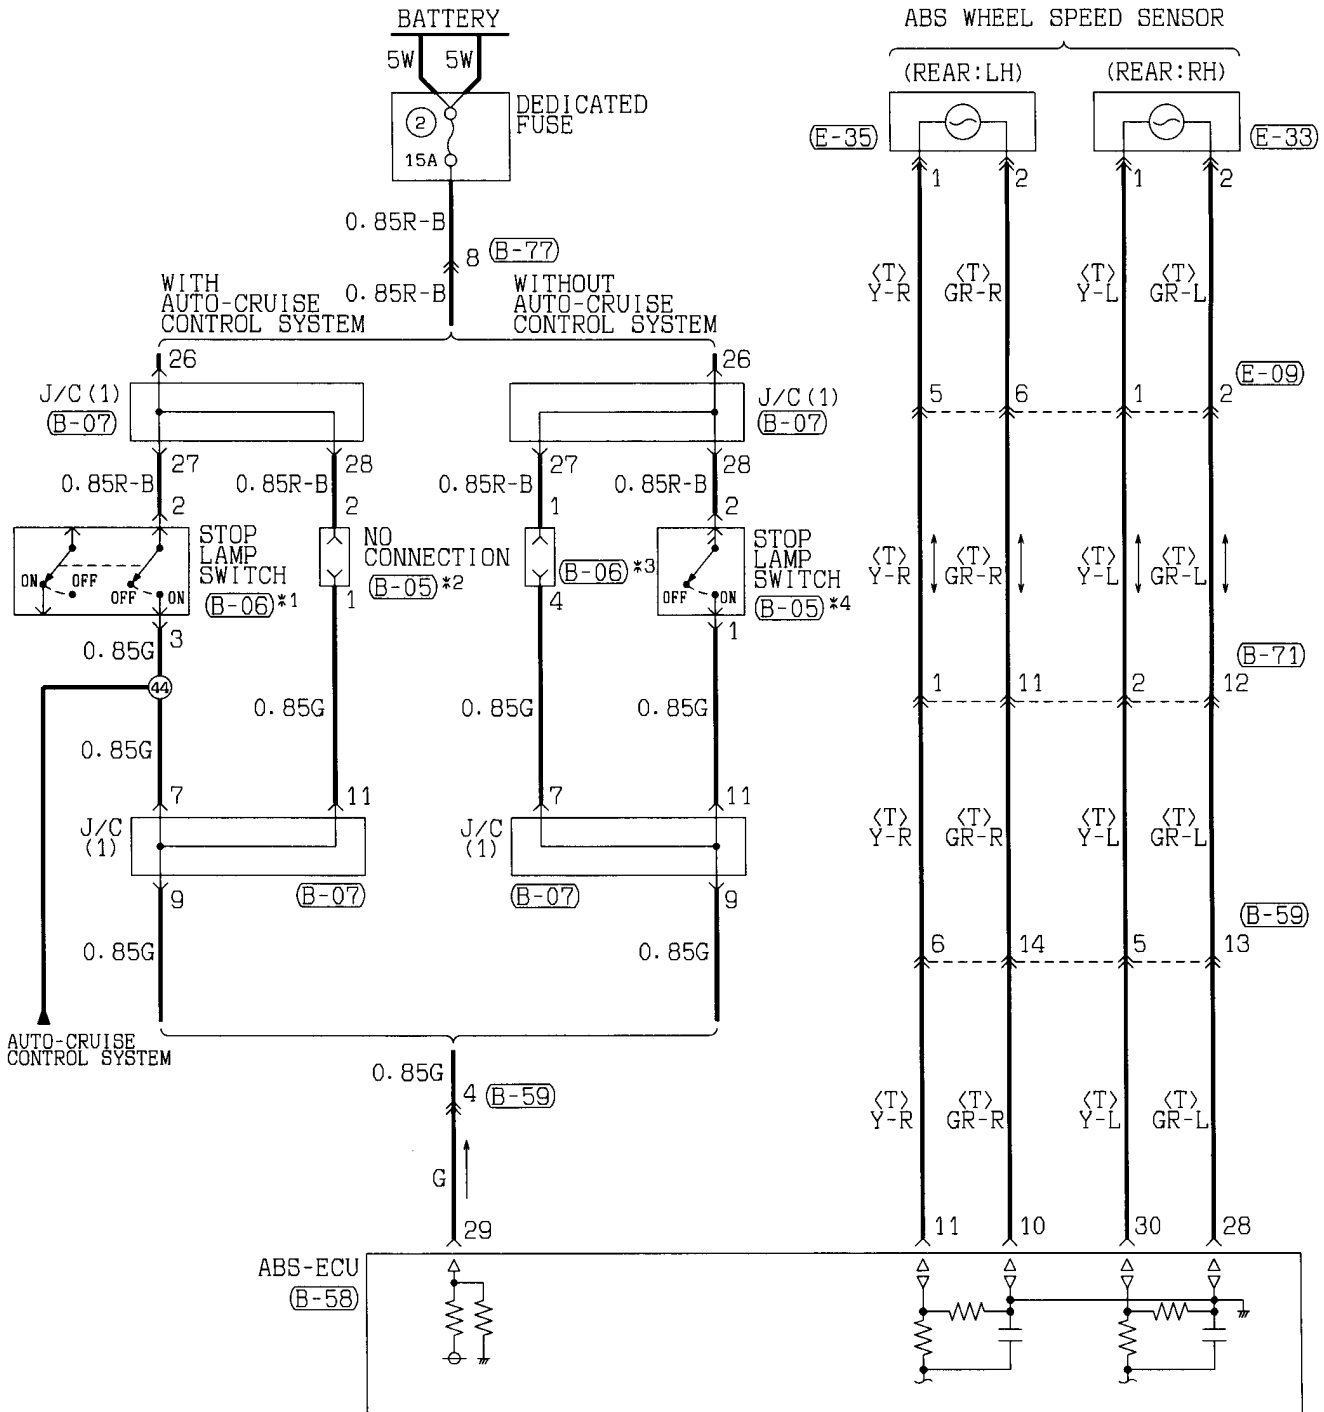 BATTERY
5W
5W
DEDICATED
FUSE
2
15A
0.85R-B
8
B-77
0.85R-B
WITH
AUTO-CRUISE
CONTROL SYSTEM
WITHOUT
AUTO-CRUISE
CONTROL SYSTEM
26
26
J/C(1)
B-07
J/C(1)
B-07
27
28
27
28
0.85R-B
0.85R-B
0.85R-B
0.85R-B
2
2
1
2
ON
OFF
OFF
ON
STOP
LAMP
SWITCH
B-06 *1
NO
CONNECTION
B-05 *2
B-06 *3
OFF
ON
STOP
LAMP
SWITCH
B-05 *4
3
1
4
1
0.85G
44
0.85G
0.85G
0.85G
0.85G
7
11
7
11
J/C
(1)
B-07
J/C
(1)
B-07
9
9
0.85G
0.85G
AUTO-CRUISE
CONTROL SYSTEM
0.85G
4
B-59
G
29
ABS-ECU
B-58
ABS WHEEL SPEED SENSOR
(REAR:LH)
(REAR:RH)
E-35
E-33
1
2
1
2
<T>
Y-R
<T>
GR-R
<T>
Y-L
<T>
GR-L
E-09
5
6
1
2
<T>
Y-R
<T>
GR-R
<T>
Y-L
<T>
GR-L
B-71
1
11
2
12
<T>
Y-R
<T>
GR-R
<T>
Y-L
<T>
GR-L
B-59
6
14
5
13
<T>
Y-R
<T>
GR-R
<T>
Y-L
<T>
GR-L
11
10
30
28